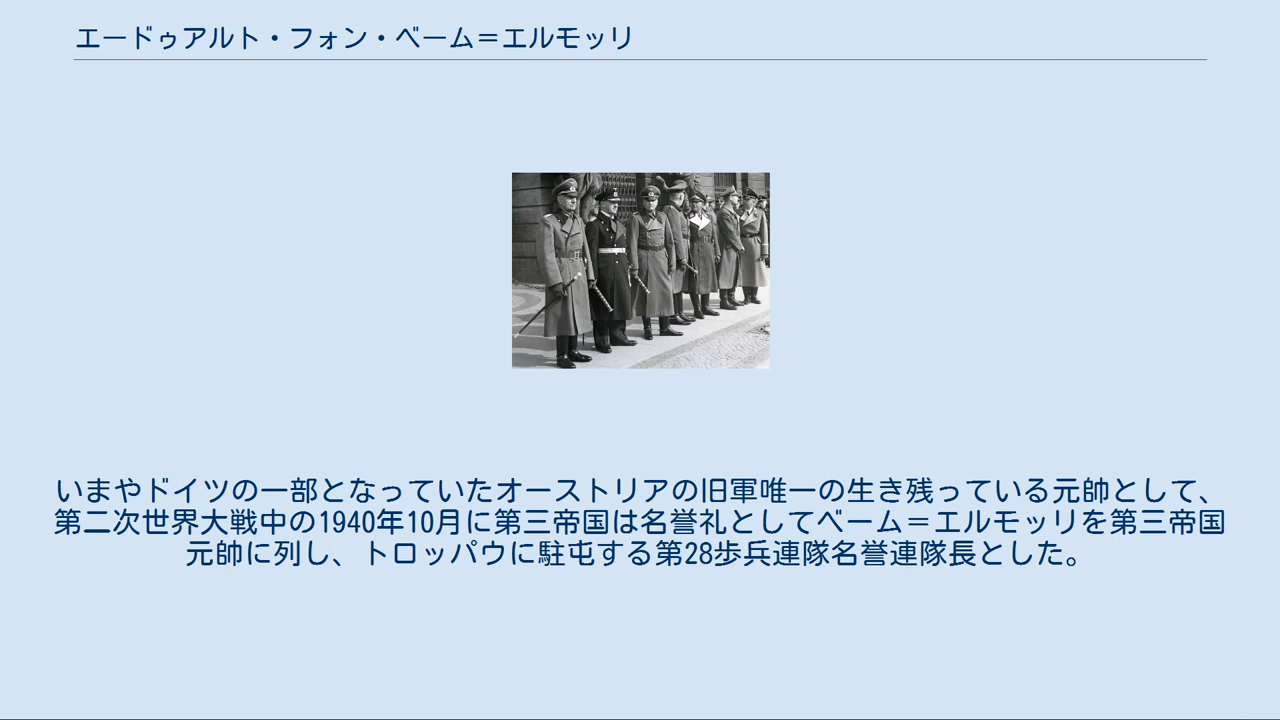 エードゥアルト・フォン・ベーム＝エルモッリ
いまやドイツの一部となっていたオーストリアの旧軍唯一の生き残っている元帥として、
第二次世界大戦中の1940年10月に第三帝国は名誉礼としてベーム＝エルモッリを第三帝国
元帥に列し、トロッパウに駐屯する第28歩兵連隊名誉連隊長とした。